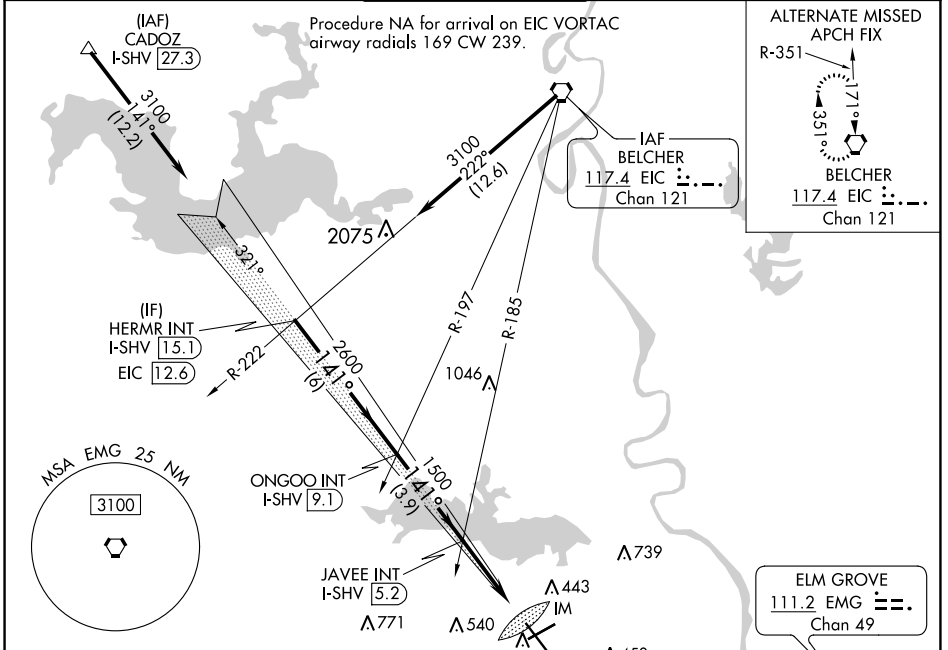 Procedure NA for arrival on EIC VORTAC
airway radials 169 CW 239.
(IAF)
CADOZ
I-SHV 27.3
3100
141°
(12.2)
3100
222°
(12.6)
IAF
BELCHER
117.4 EIC
Chan 121
ALTERNATE MISSED
APCH FIX
R-351
171°
351°
BELCHER
117.4 EIC
Chan 121
2075
321°
(IF)
HERMR INT
I-SHV 15.1
EIC 12.6
R-222
2600
141°
(6)
R-197
R-185
1046
ONGOO INT
I-SHV 9.1
1500
141°
(3.9)
MSA EMG 25 NM
3100
JAVEE INT
I-SHV 5.2
739
443
IM
771
540
ELM GROVE
111.2 EMG
Chan 49